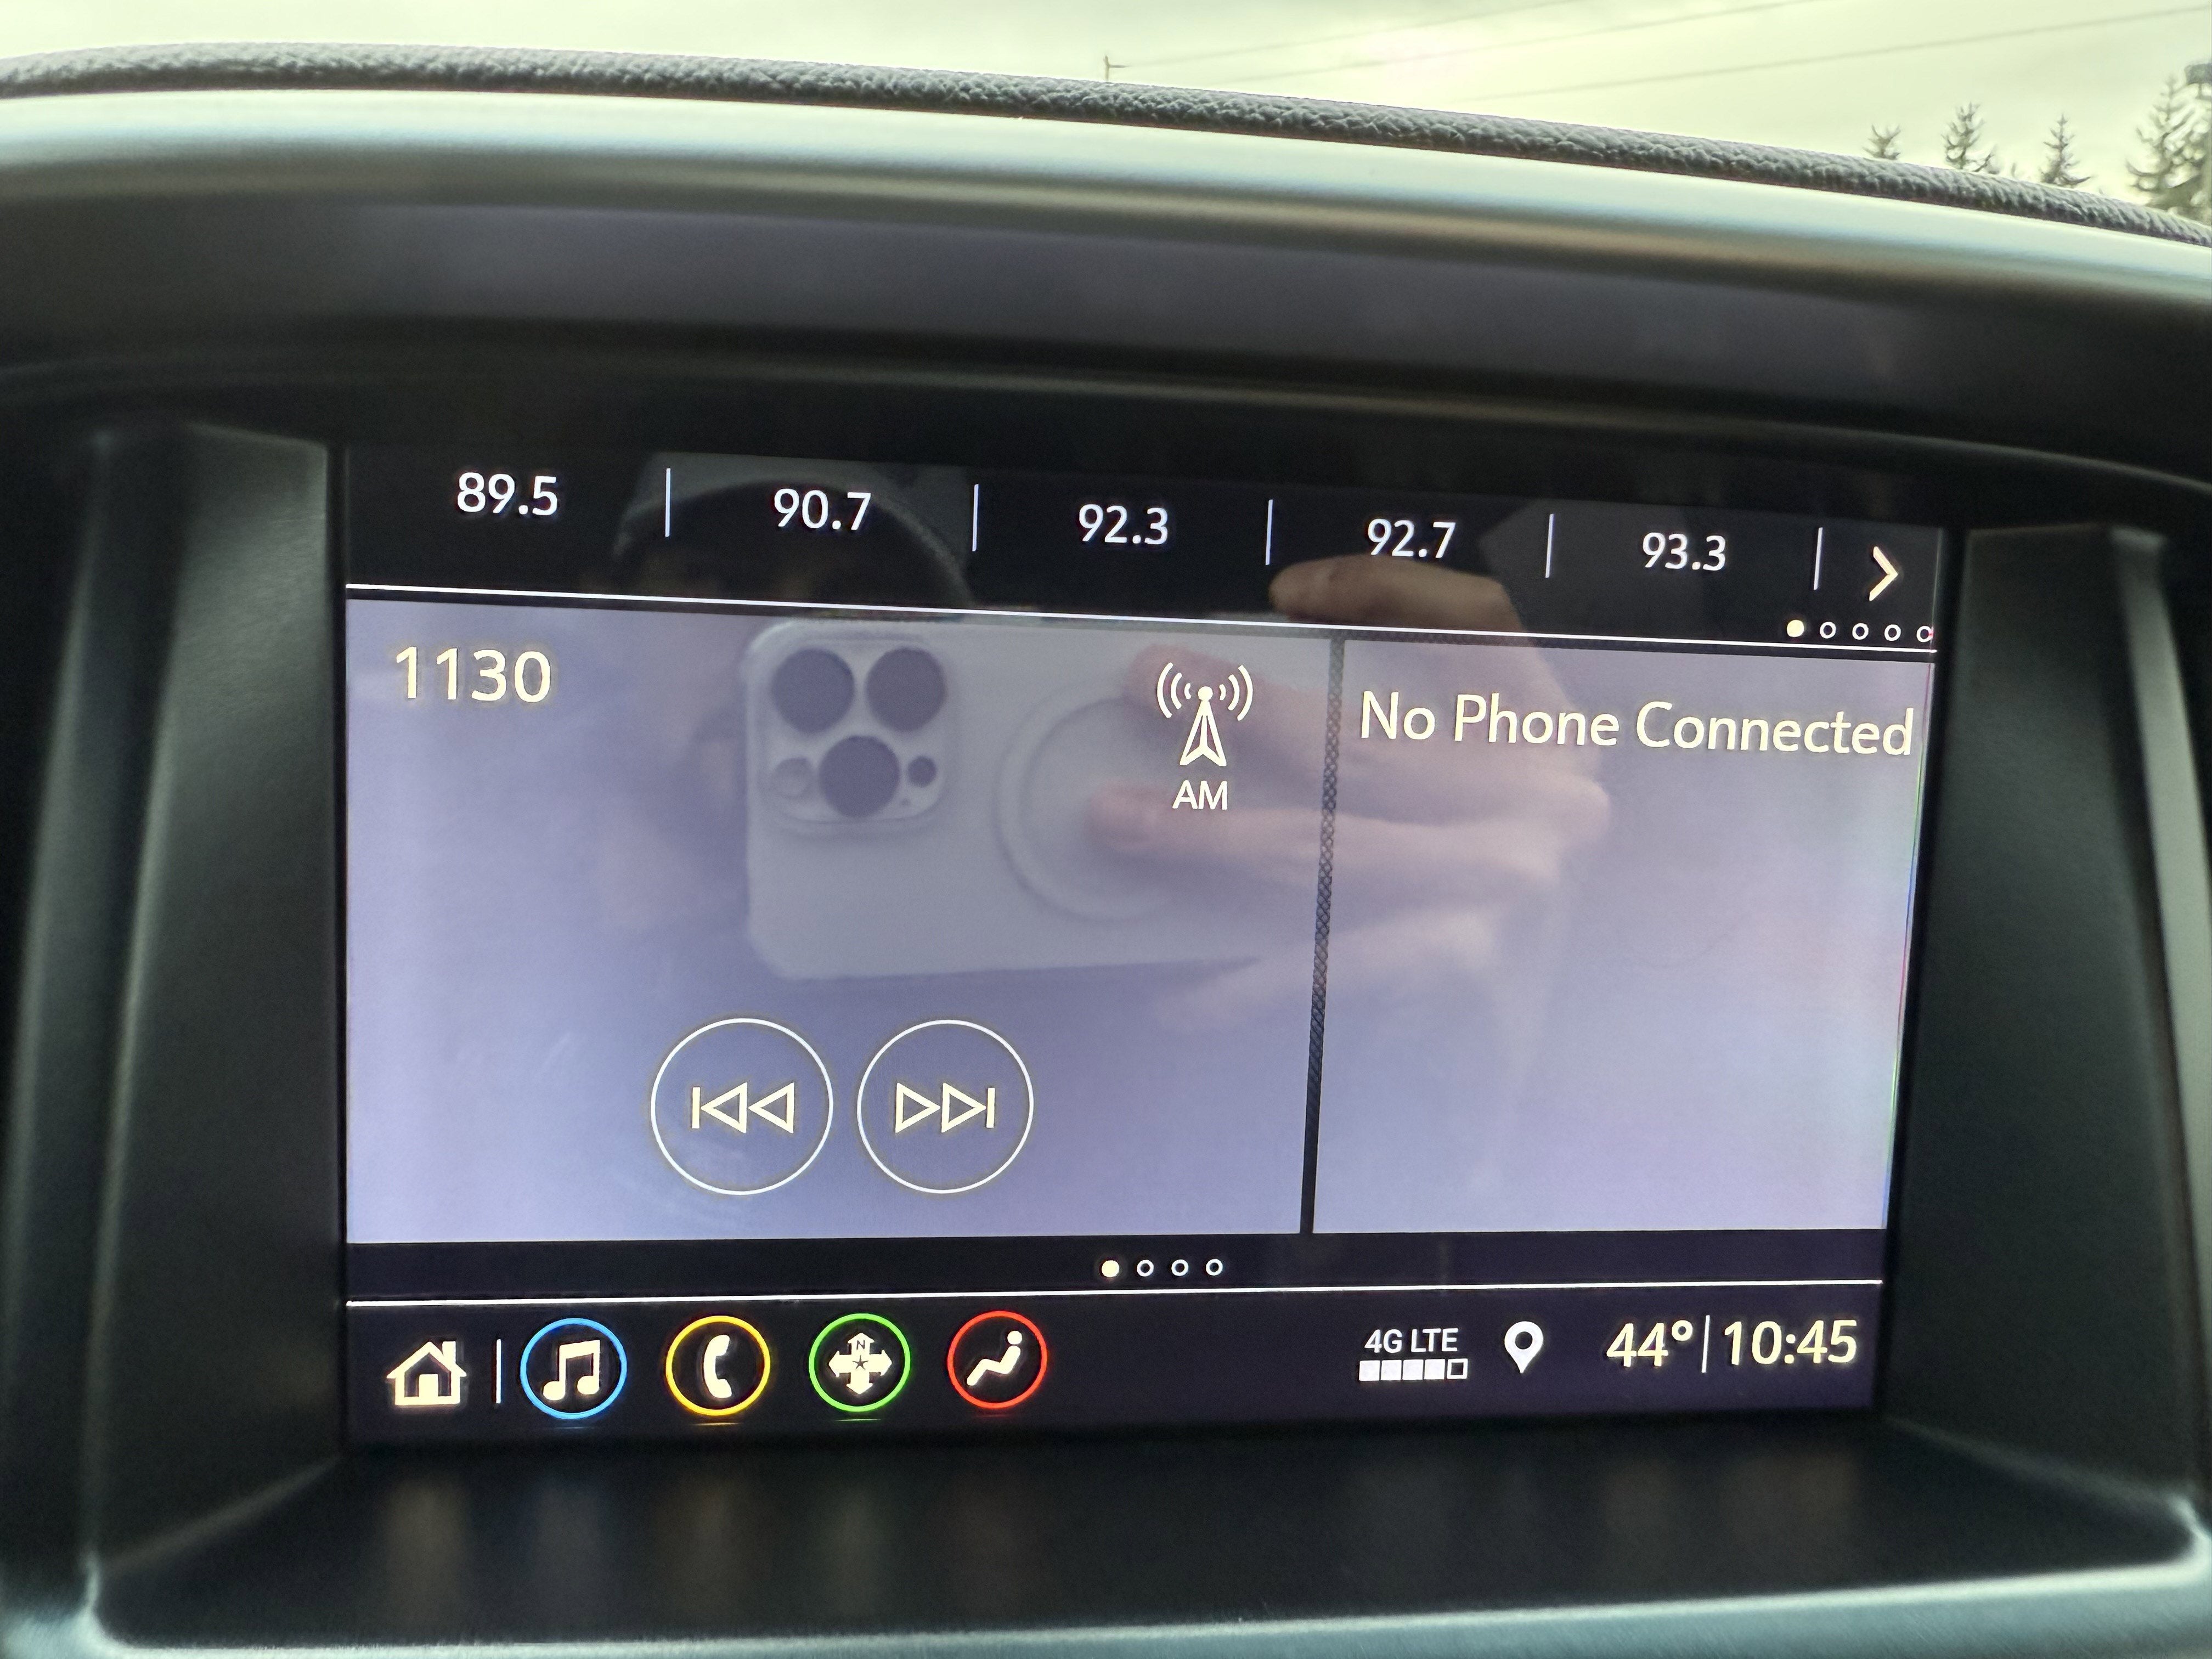 89.5 90.7 92.3 92.7 93.3
1130
No Phone Connected
AM
N
4G LTE
44° 10:45